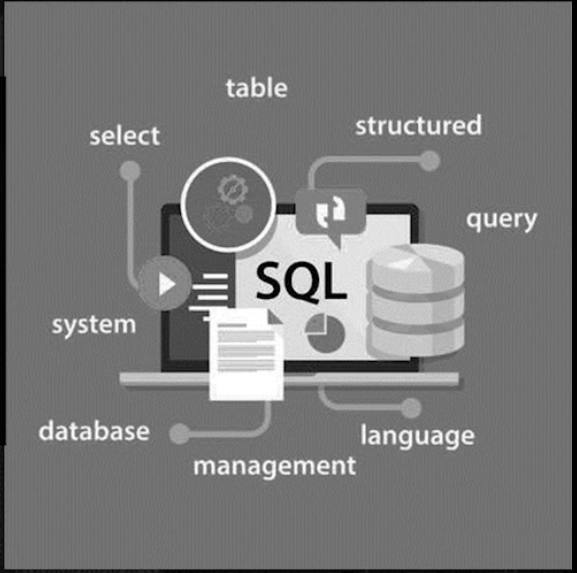 table
select
structured
query
SQL
system
database
language
management